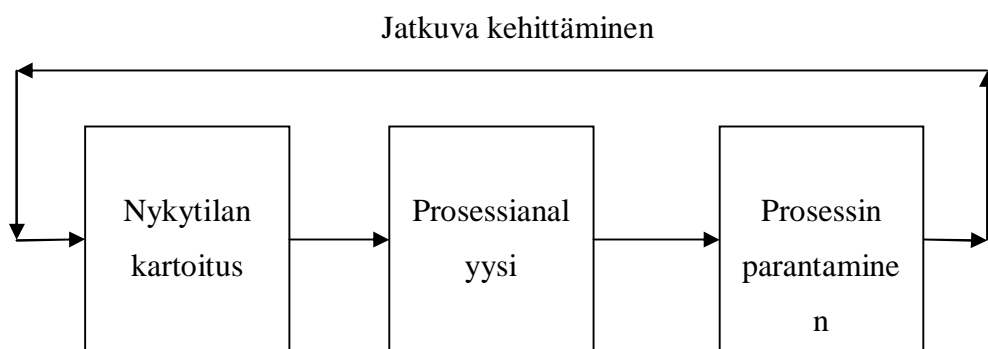 Jatkuva kehittäminen
Nykytilan
kartoitus
Prosessianal
yysi
Prosessin
parantamine
n